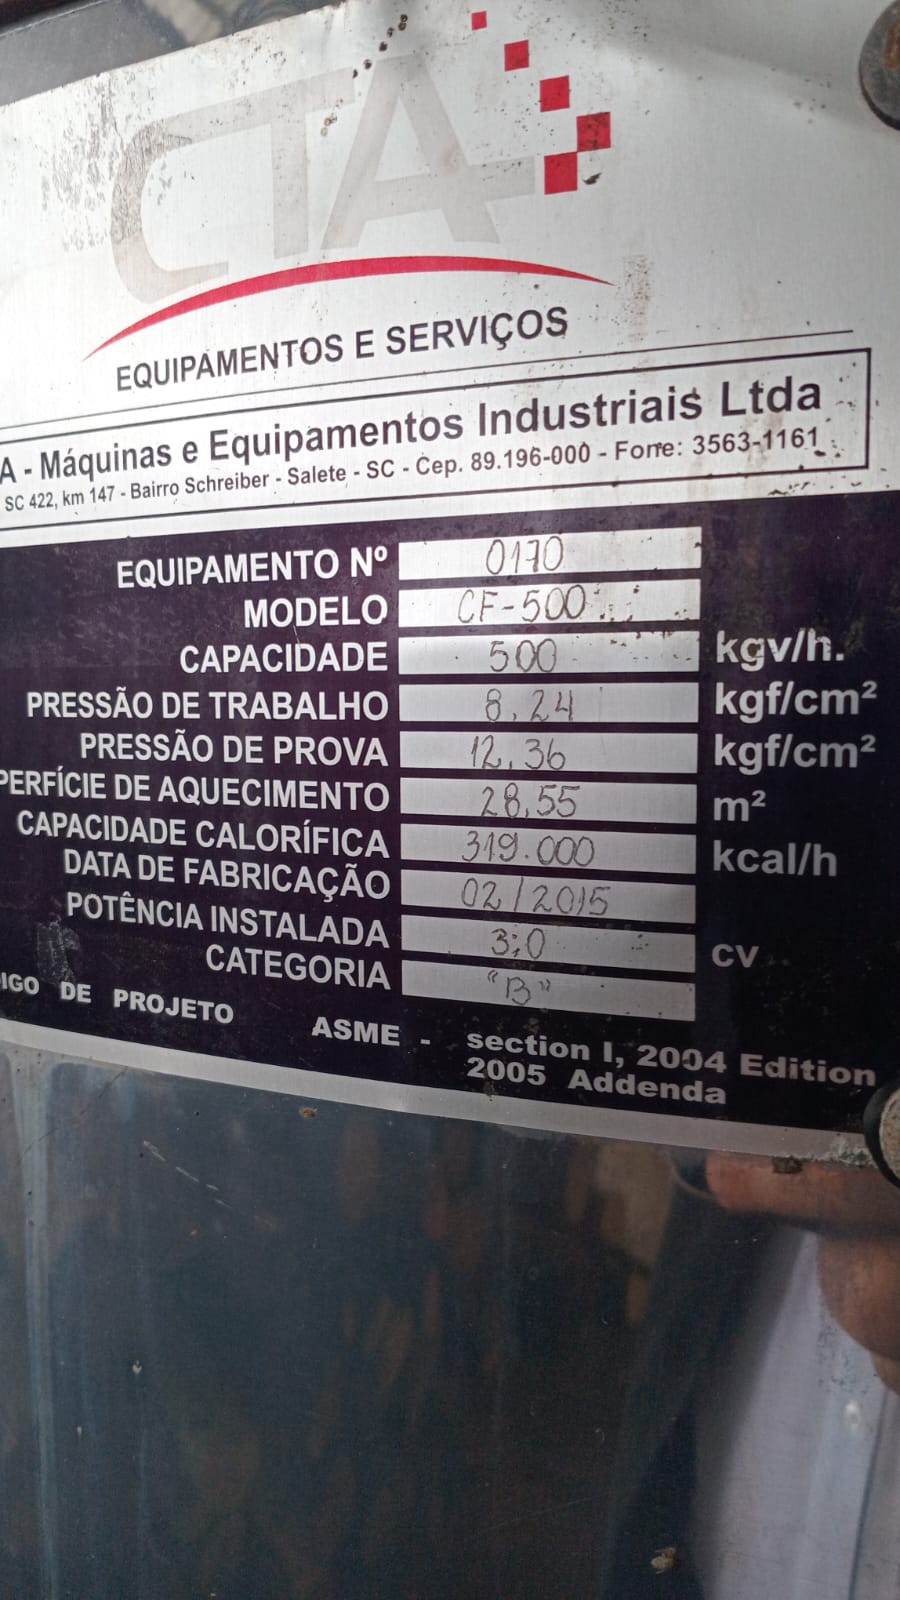 CTA
EQUIPAMENTOS E SERVIÇOS
A - Máquinas e Equipamentos Industriais Ltda
SC 422, km 147 - Bairro Schreiber - Salete - SC - Cep. 89.196-000 - Fone: 3563-1161
EQUIPAMENTO Nº 0170
MODELO CF-500
CAPACIDADE 500 kgv/h.
PRESSÃO DE TRABALHO 8,24 kgf/cm²
PRESSÃO DE PROVA 12,36 kgf/cm²
PERFÍCIE DE AQUECIMENTO 28,55 m²
CAPACIDADE CALORÍFICA 319.000 kcal/h
DATA DE FABRICAÇÃO 02/2015
POTÊNCIA INSTALADA 3,0 CV
CATEGORIA "B"
IGO DE PROJETO ASME - section I, 2004 Edition
2005 Addenda